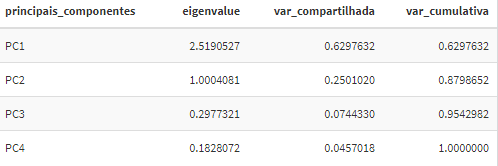 principais_componentes eigenvalue var_compartilhada var_cumulativa
PC1 2.5190527 0.6297632 0.6297632
PC2 1.0004081 0.2501020 0.8798652
PC3 0.2977321 0.0744330 0.9542982
PC4 0.1828072 0.0457018 1.0000000